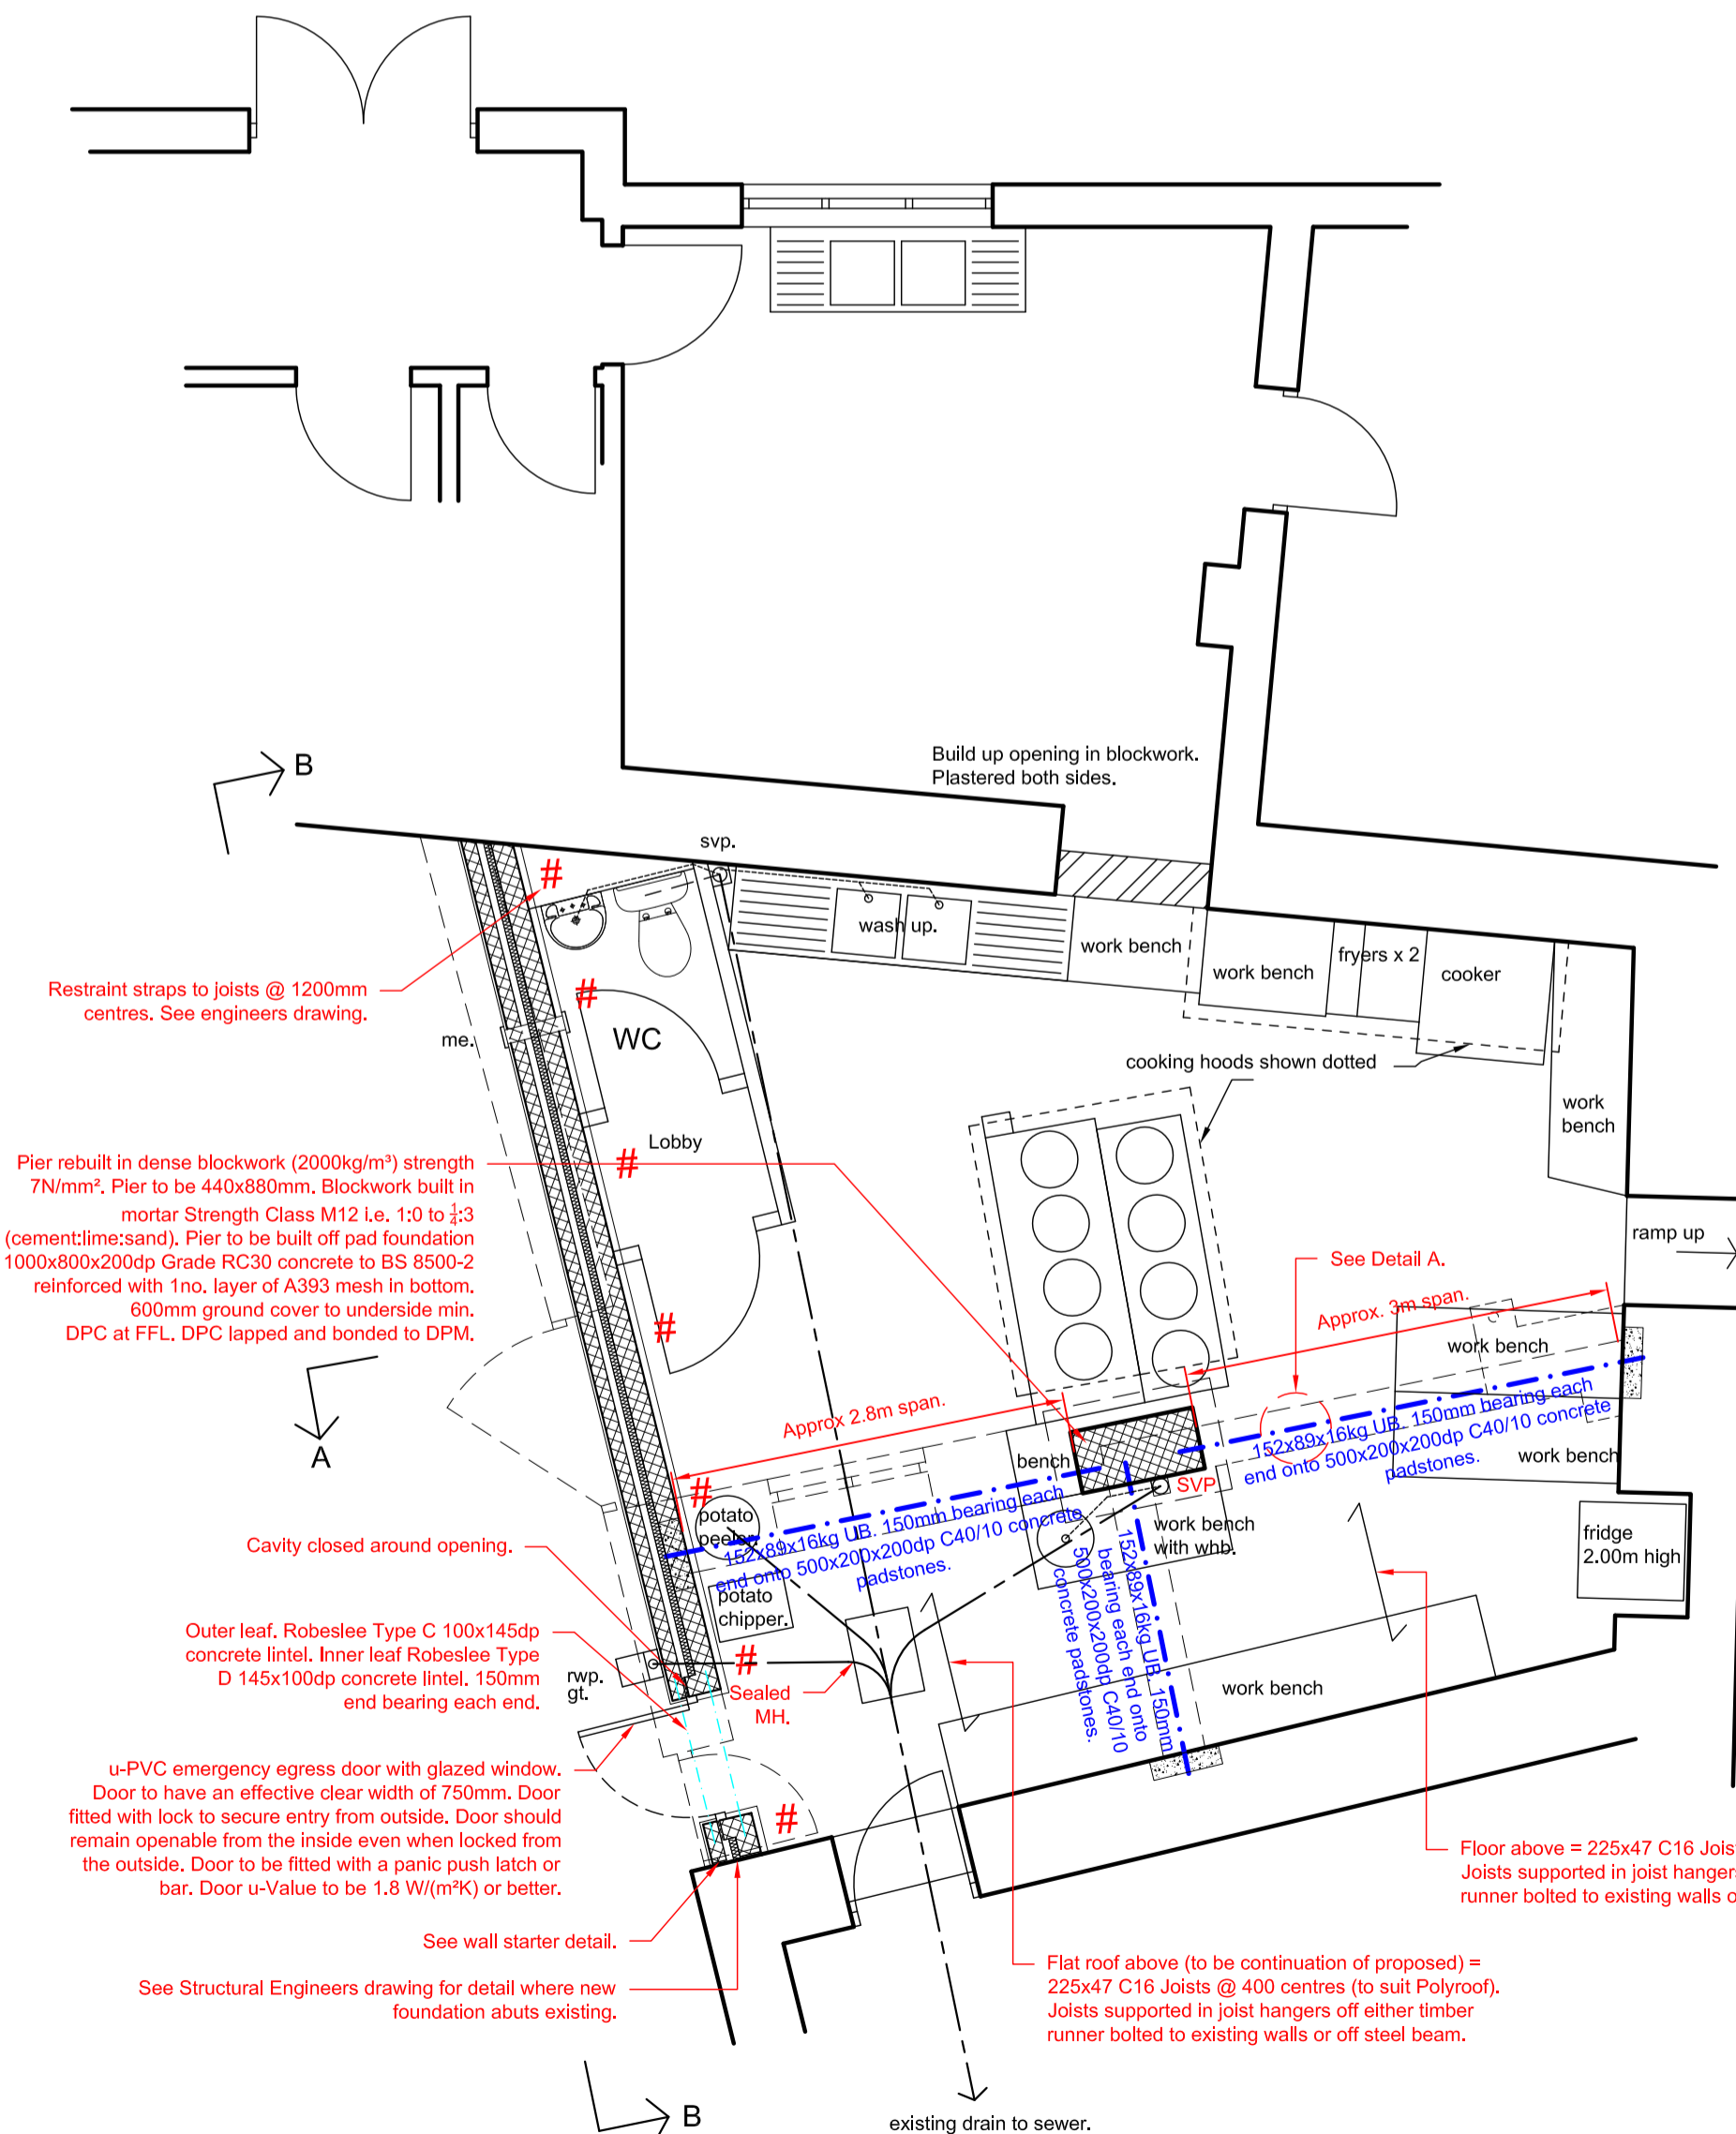 Build up opening in blockwork.
Plastered both sides.
B
svp.
#
wash up.
work bench
work bench
fryers x 2
cooker
Restraint straps to joists @ 1200mm
centres. See engineers drawing.
#
me.
WC
cooking hoods shown dotted
work
bench
Lobby
#
Pier rebuilt in dense blockwork (2000kg/m³) strength
7N/mm². Pier to be 440x880mm. Blockwork built in
mortar Strength Class M12 i.e. 1:0 to ¼:3
(cement:lime:sand). Pier to be built off pad foundation
1000x800x200dp Grade RC30 concrete to BS 8500-2
reinforced with 1no. layer of A393 mesh in bottom.
600mm ground cover to underside min.
DPC at FFL. DPC lapped and bonded to DPM.
ramp up
See Detail A.
Approx. 3m span.
#
work bench
152x89x16kg UB. 150mm bearing each
end onto 500x200x200dp C40/10 concrete
padstones.
work bench
A
Approx 2.8m span.
bench
SVP
#
potato
peeler.
152x89x16kg UB. 150mm bearing each
end onto 500x200x200dp C40/10 concrete
padstones.
work bench
with whb.
152x89x16kg UB. 150mm
bearing each end onto
500x200x200dp C40/10
concrete padstones.
fridge
2.00m high
Cavity closed around opening.
potato
chipper.
Outer leaf. Robeslee Type C 100x145dp
concrete lintel. Inner leaf Robeslee Type
D 145x100dp concrete lintel. 150mm
end bearing each end.
rwp.
gt.
#
Sealed
MH.
work bench
u-PVC emergency egress door with glazed window.
Door to have an effective clear width of 750mm. Door
fitted with lock to secure entry from outside. Door should
remain openable from the inside even when locked from
the outside. Door to be fitted with a panic push latch or
bar. Door u-Value to be 1.8 W/(m²K) or better.
#
Floor above = 225x47 C16 Jois
Joists supported in joist hanger
runner bolted to existing walls o
See wall starter detail.
See Structural Engineers drawing for detail where new
foundation abuts existing.
Flat roof above (to be continuation of proposed) =
225x47 C16 Joists @ 400 centres (to suit Polyroof).
Joists supported in joist hangers off either timber
runner bolted to existing walls or off steel beam.
B
existing drain to sewer.